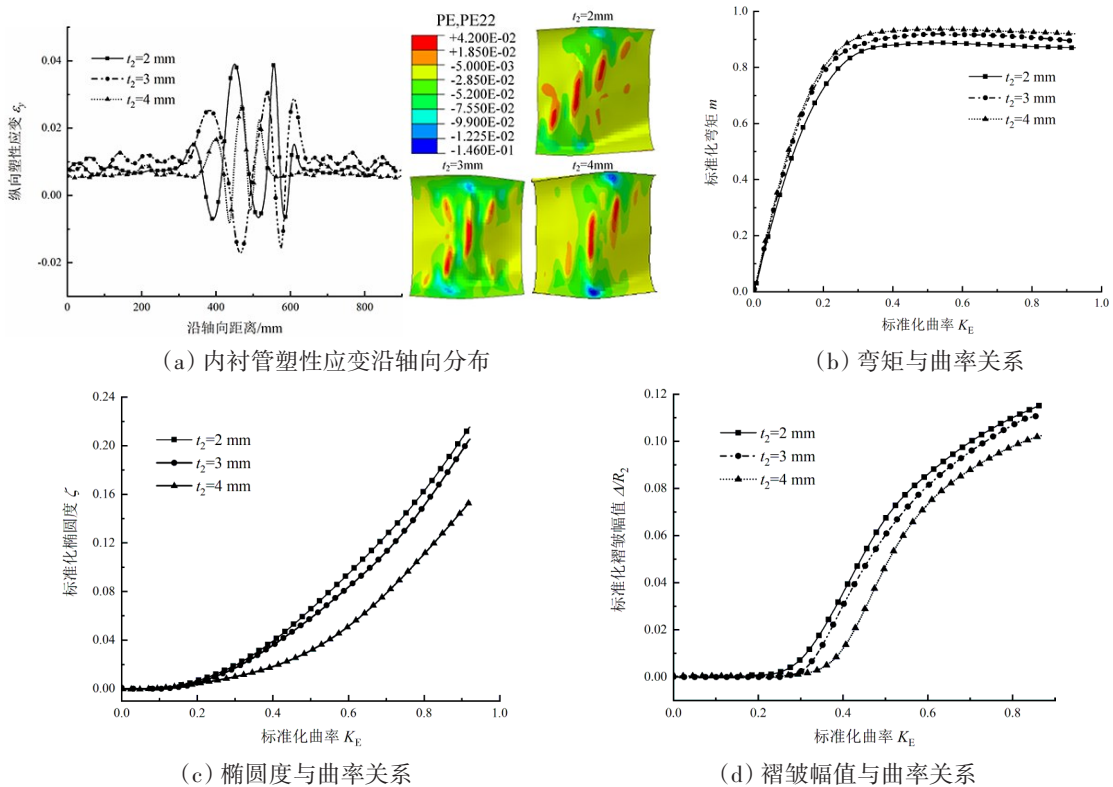 0.04
0.02
0.00
-0.02
纵向塑性应变 εy
t2=2 mm
t2=3 mm
t2=4 mm
0
200
400
600
800
沿轴向距离/mm
PE,PE22
+4.200E-02
+1.850E-02
-5.000E-03
-2.850E-02
-5.200E-02
-7.550E-02
-9.900E-02
-1.225E-02
-1.460E-01
t2=2mm
t2=3mm
t2=4mm
(a)内衬管塑性应变沿轴向分布
1.0
0.8
0.6
0.4
0.2
0.0
标准化弯矩 m
t2=2 mm
t2=3 mm
t2=4 mm
0.0
0.2
0.4
0.6
0.8
1.0
标准化曲率 KE
(b)弯矩与曲率关系
0.24
0.20
0.16
0.12
0.08
0.04
0.00
标准化椭圆度 ζ
t2=2 mm
t2=3 mm
t2=4 mm
0.0
0.2
0.4
0.6
0.8
1.0
标准化曲率 KE
(c)椭圆度与曲率关系
0.12
0.10
0.08
0.06
0.04
0.02
0.00
标准化褶皱幅值 Δ/R2
t2=2 mm
t2=3 mm
t2=4 mm
0.0
0.2
0.4
0.6
0.8
标准化曲率 KE
(d)褶皱幅值与曲率关系